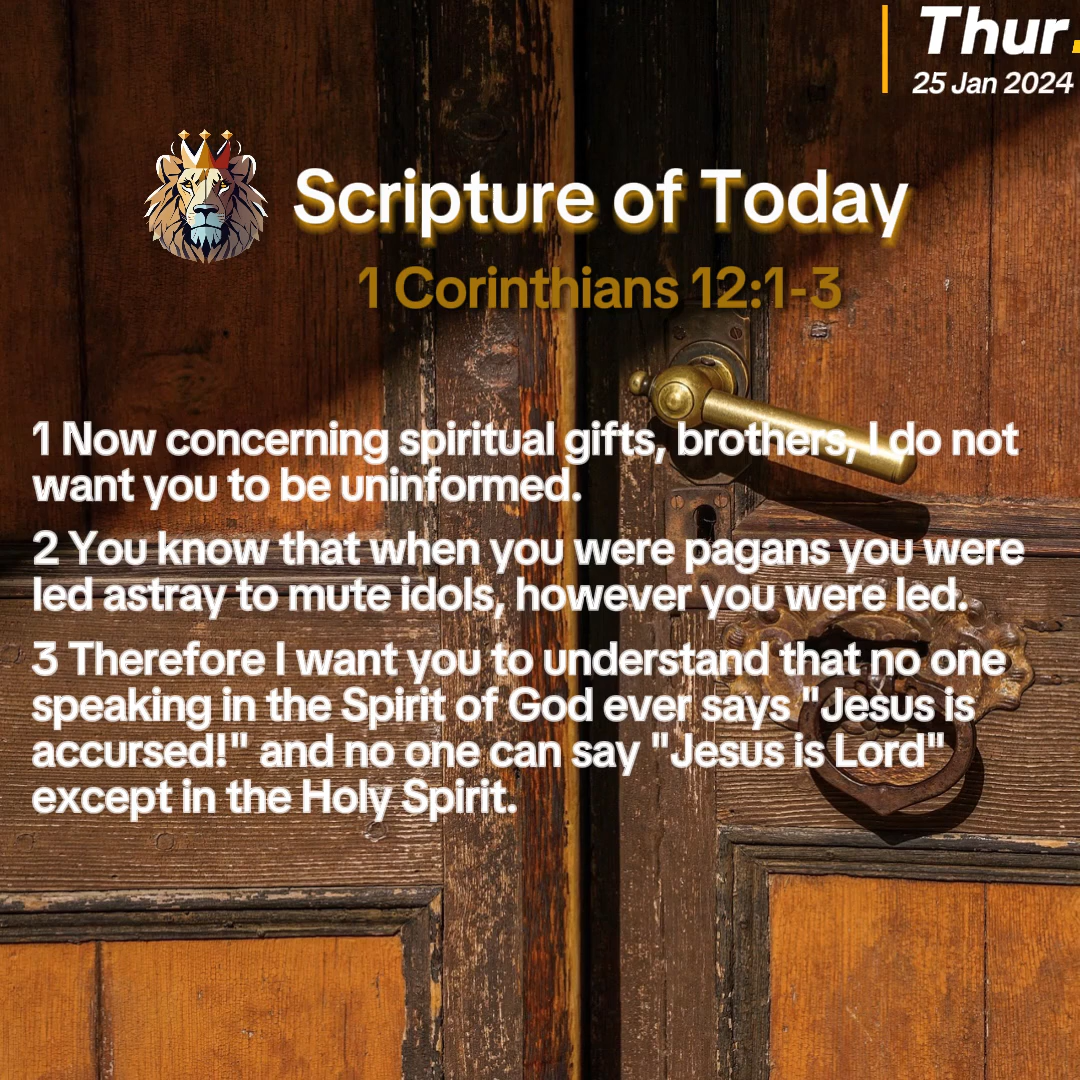 Thur.
25 Jan 2024
Scripture of Today
1 Corinthians 12:1-3
1 Now concerning spiritual gifts, brothers, I do not
want you to be uninformed.
2 You know that when you were pagans you were
led astray to mute idols, however you were led.
3 Therefore I want you to understand that no one
speaking in the Spirit of God ever says "Jesus is
accursed!" and no one can say "Jesus is Lord"
except in the Holy Spirit.